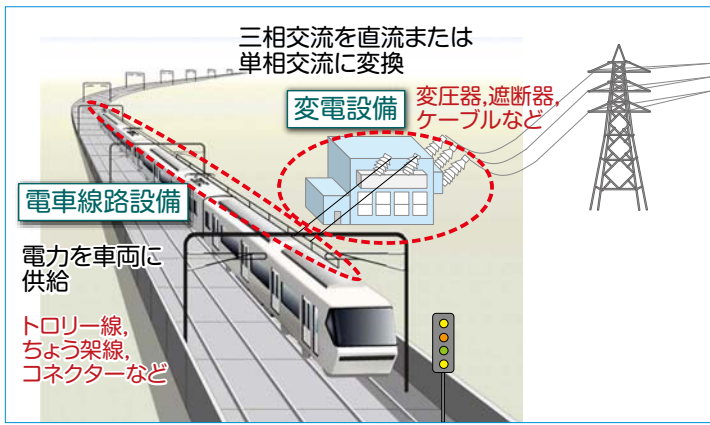 三相交流を直流または
単相交流に変換
変電設備
変圧器,遮断器,
ケーブルなど
電車線路設備
電力を車両に
供給
トロリー線,
ちょう架線,
コネクターなど